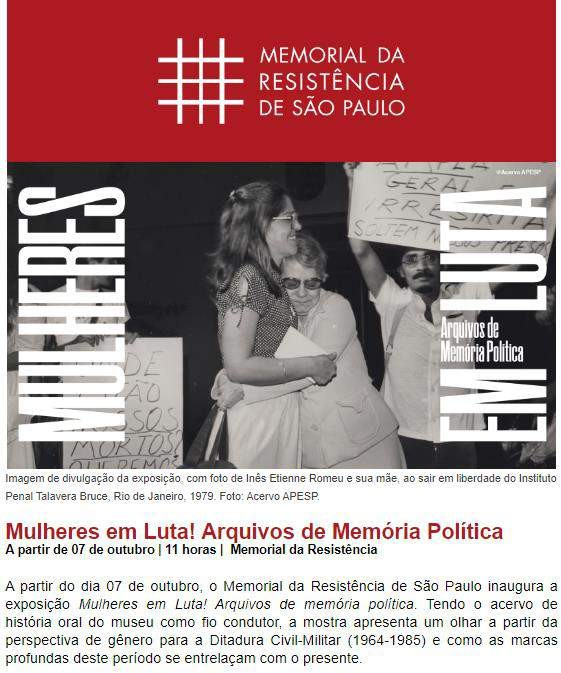 MEMORIAL DA
RESISTÊNCIA
DE SÃO PAULO
©Acervo APESP
MULHERES
EM LUTA
Arquivos de
Memória Política
GERAL E
IRRESTRITA
SOLTEM NOSSOS PRESOS
DE
MORTOS
QUEREMOS
Imagem de divulgação da exposição, com foto de Inês Etienne Romeu e sua mãe, ao sair em liberdade do Instituto
Penal Talavera Bruce, Rio de Janeiro, 1979. Foto: Acervo APESP.
Mulheres em Luta! Arquivos de Memória Política
A partir de 07 de outubro | 11 horas | Memorial da Resistência
A partir do dia 07 de outubro, o Memorial da Resistência de São Paulo inaugura a
exposição Mulheres em Luta! Arquivos de memória política. Tendo o acervo de
história oral do museu como fio condutor, a mostra apresenta um olhar a partir da
perspectiva de gênero para a Ditadura Civil-Militar (1964-1985) e como as marcas
profundas deste período se entrelaçam com o presente.